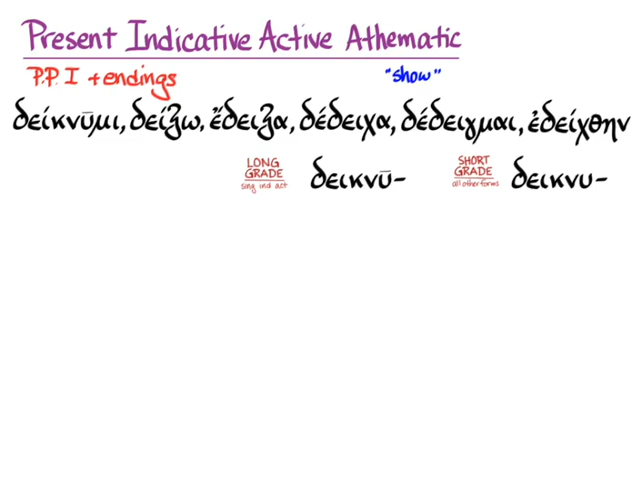 Present Indicative Active Athematic
P.P. I + endings "show"
δείκνῡμι, δείξω, ἔδειξα, δέδειχα, δέδειγμαι, ἐδείχθην
LONG GRADE sing ind act δεικνῡ- SHORT GRADE all other forms δεικνυ-